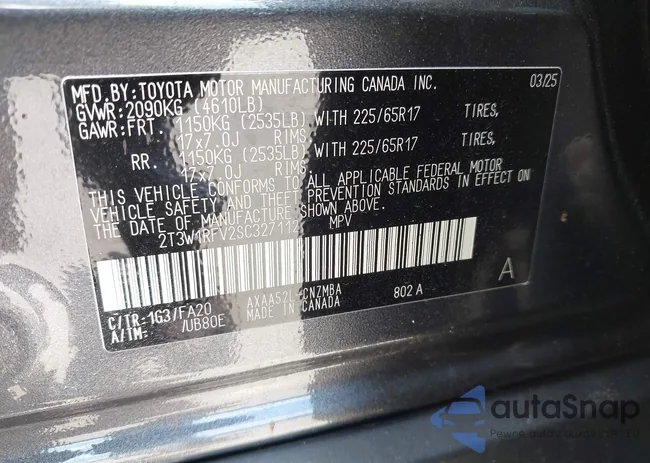 MFD.BY:TOYOTA MOTOR MANUFACTURING CANADA INC. 03/25
GVWR:2090KG (4610LB)
GAWR:FRT. 1150KG (2535LB) WITH 225/65R17 TIRES,
17x7.0J RIMS
RR. 1150KG (2535LB) WITH 225/65R17 TIRES,
17x7.0J RIMS
THIS VEHICLE CONFORMS TO ALL APPLICABLE FEDERAL MOTOR
VEHICLE SAFETY AND THEFT PREVENTION STANDARDS IN EFFECT ON
THE DATE OF MANUFACTURE SHOWN ABOVE.
2T3W1RFV2SC327112 MPV
A
C/TR:1G3/FA20 AXAA52L CNZMBA 802 A
A/TM: /UB80E MADE IN CANADA
autoSnap